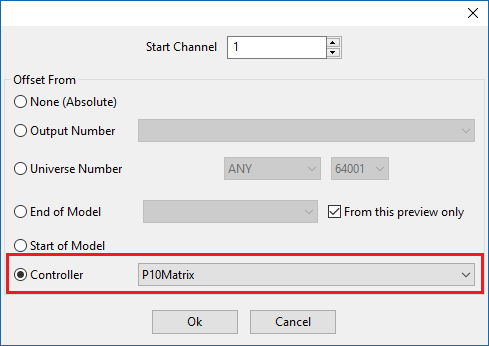 Start Channel 1
Offset From
None (Absolute)
Output Number
Universe Number ANY 64001
End of Model From this preview only
Start of Model
Controller P10Matrix
Ok Cancel